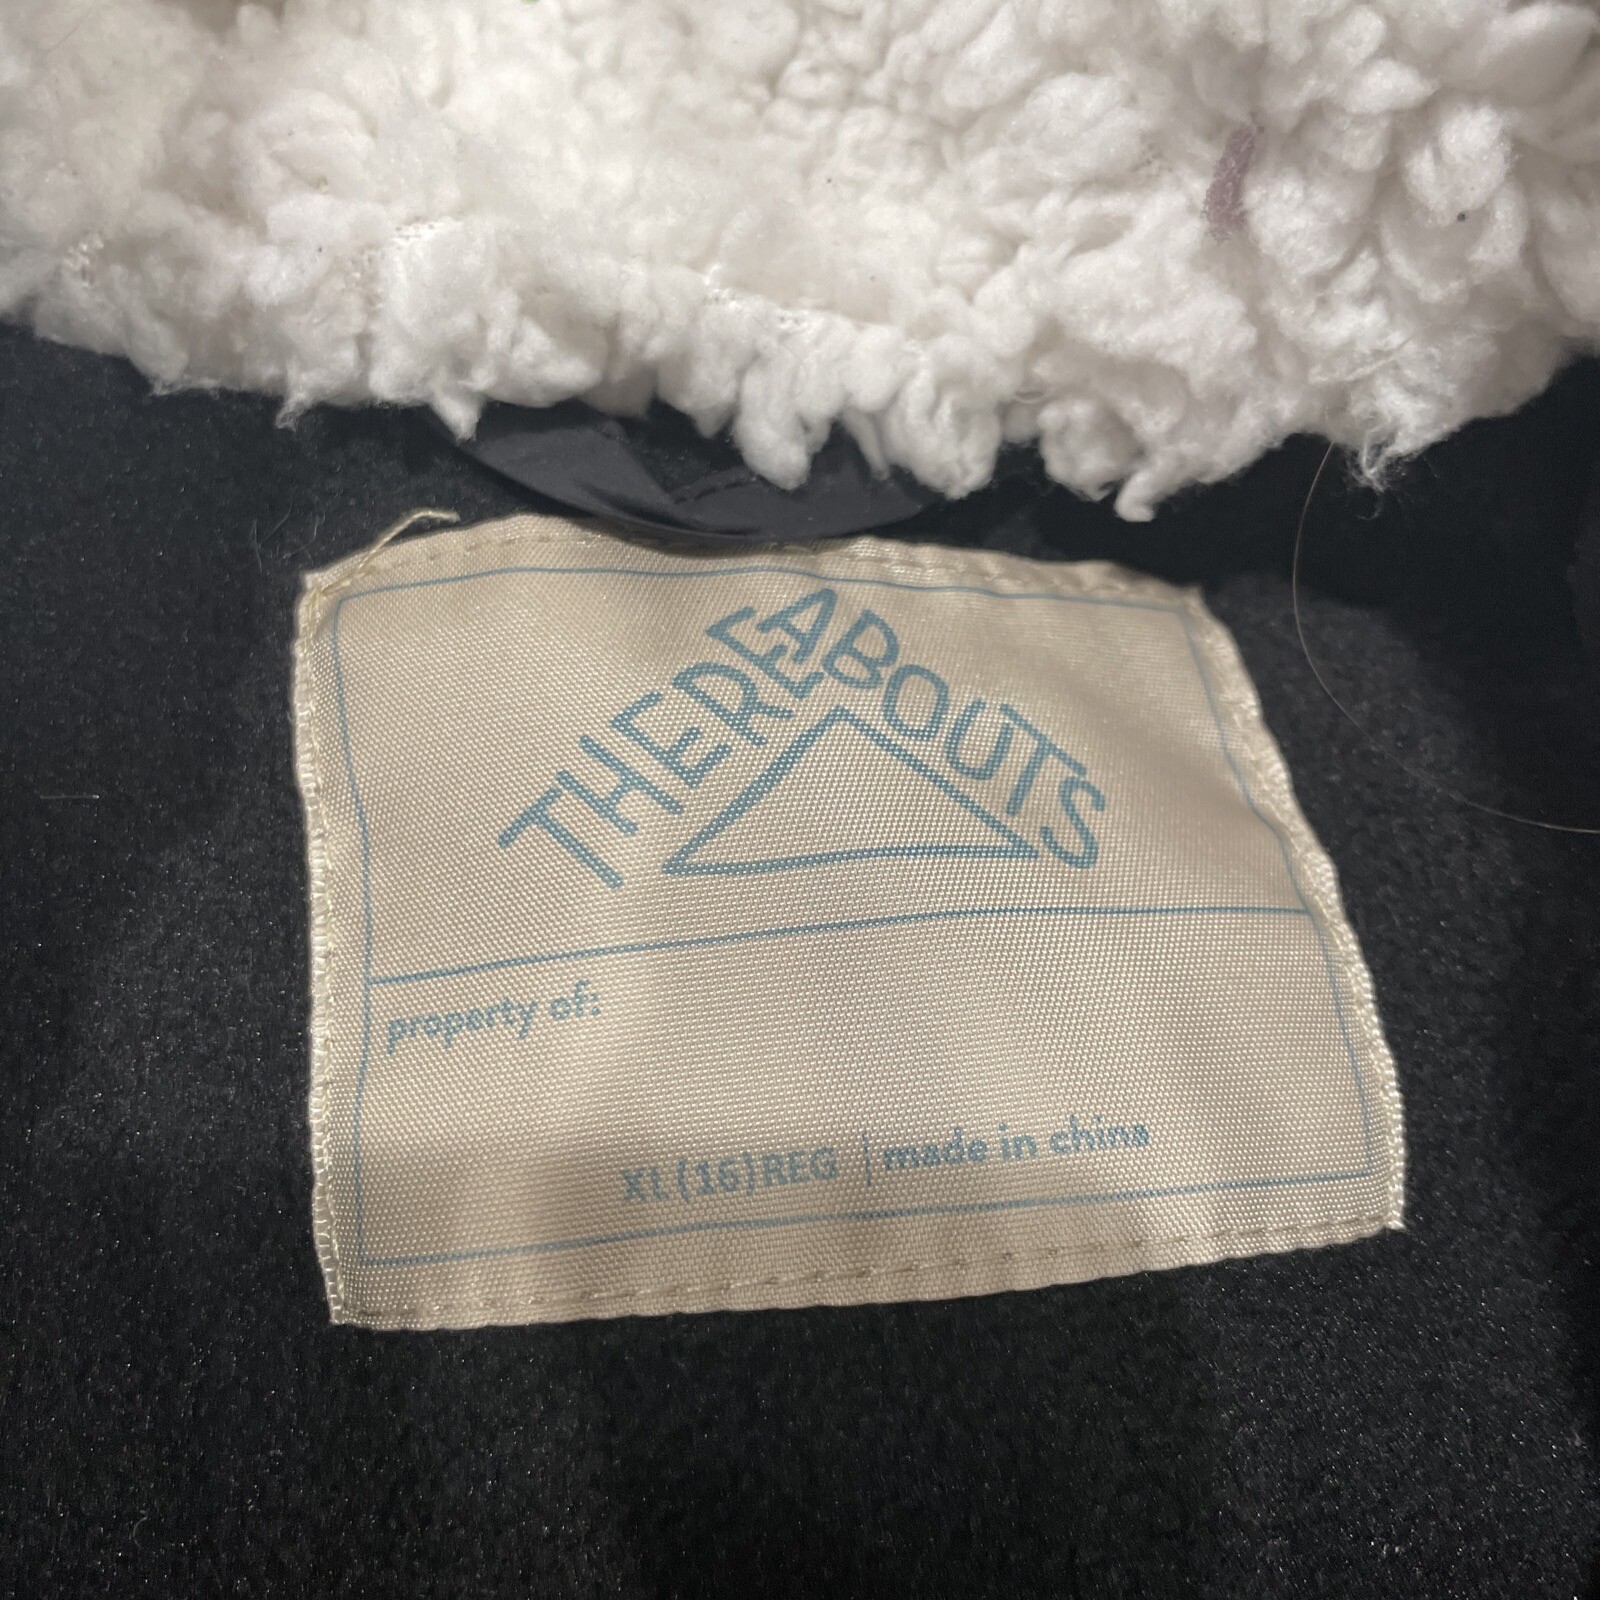 THEREABOUTS
property of:
XL(16)REG | made in china